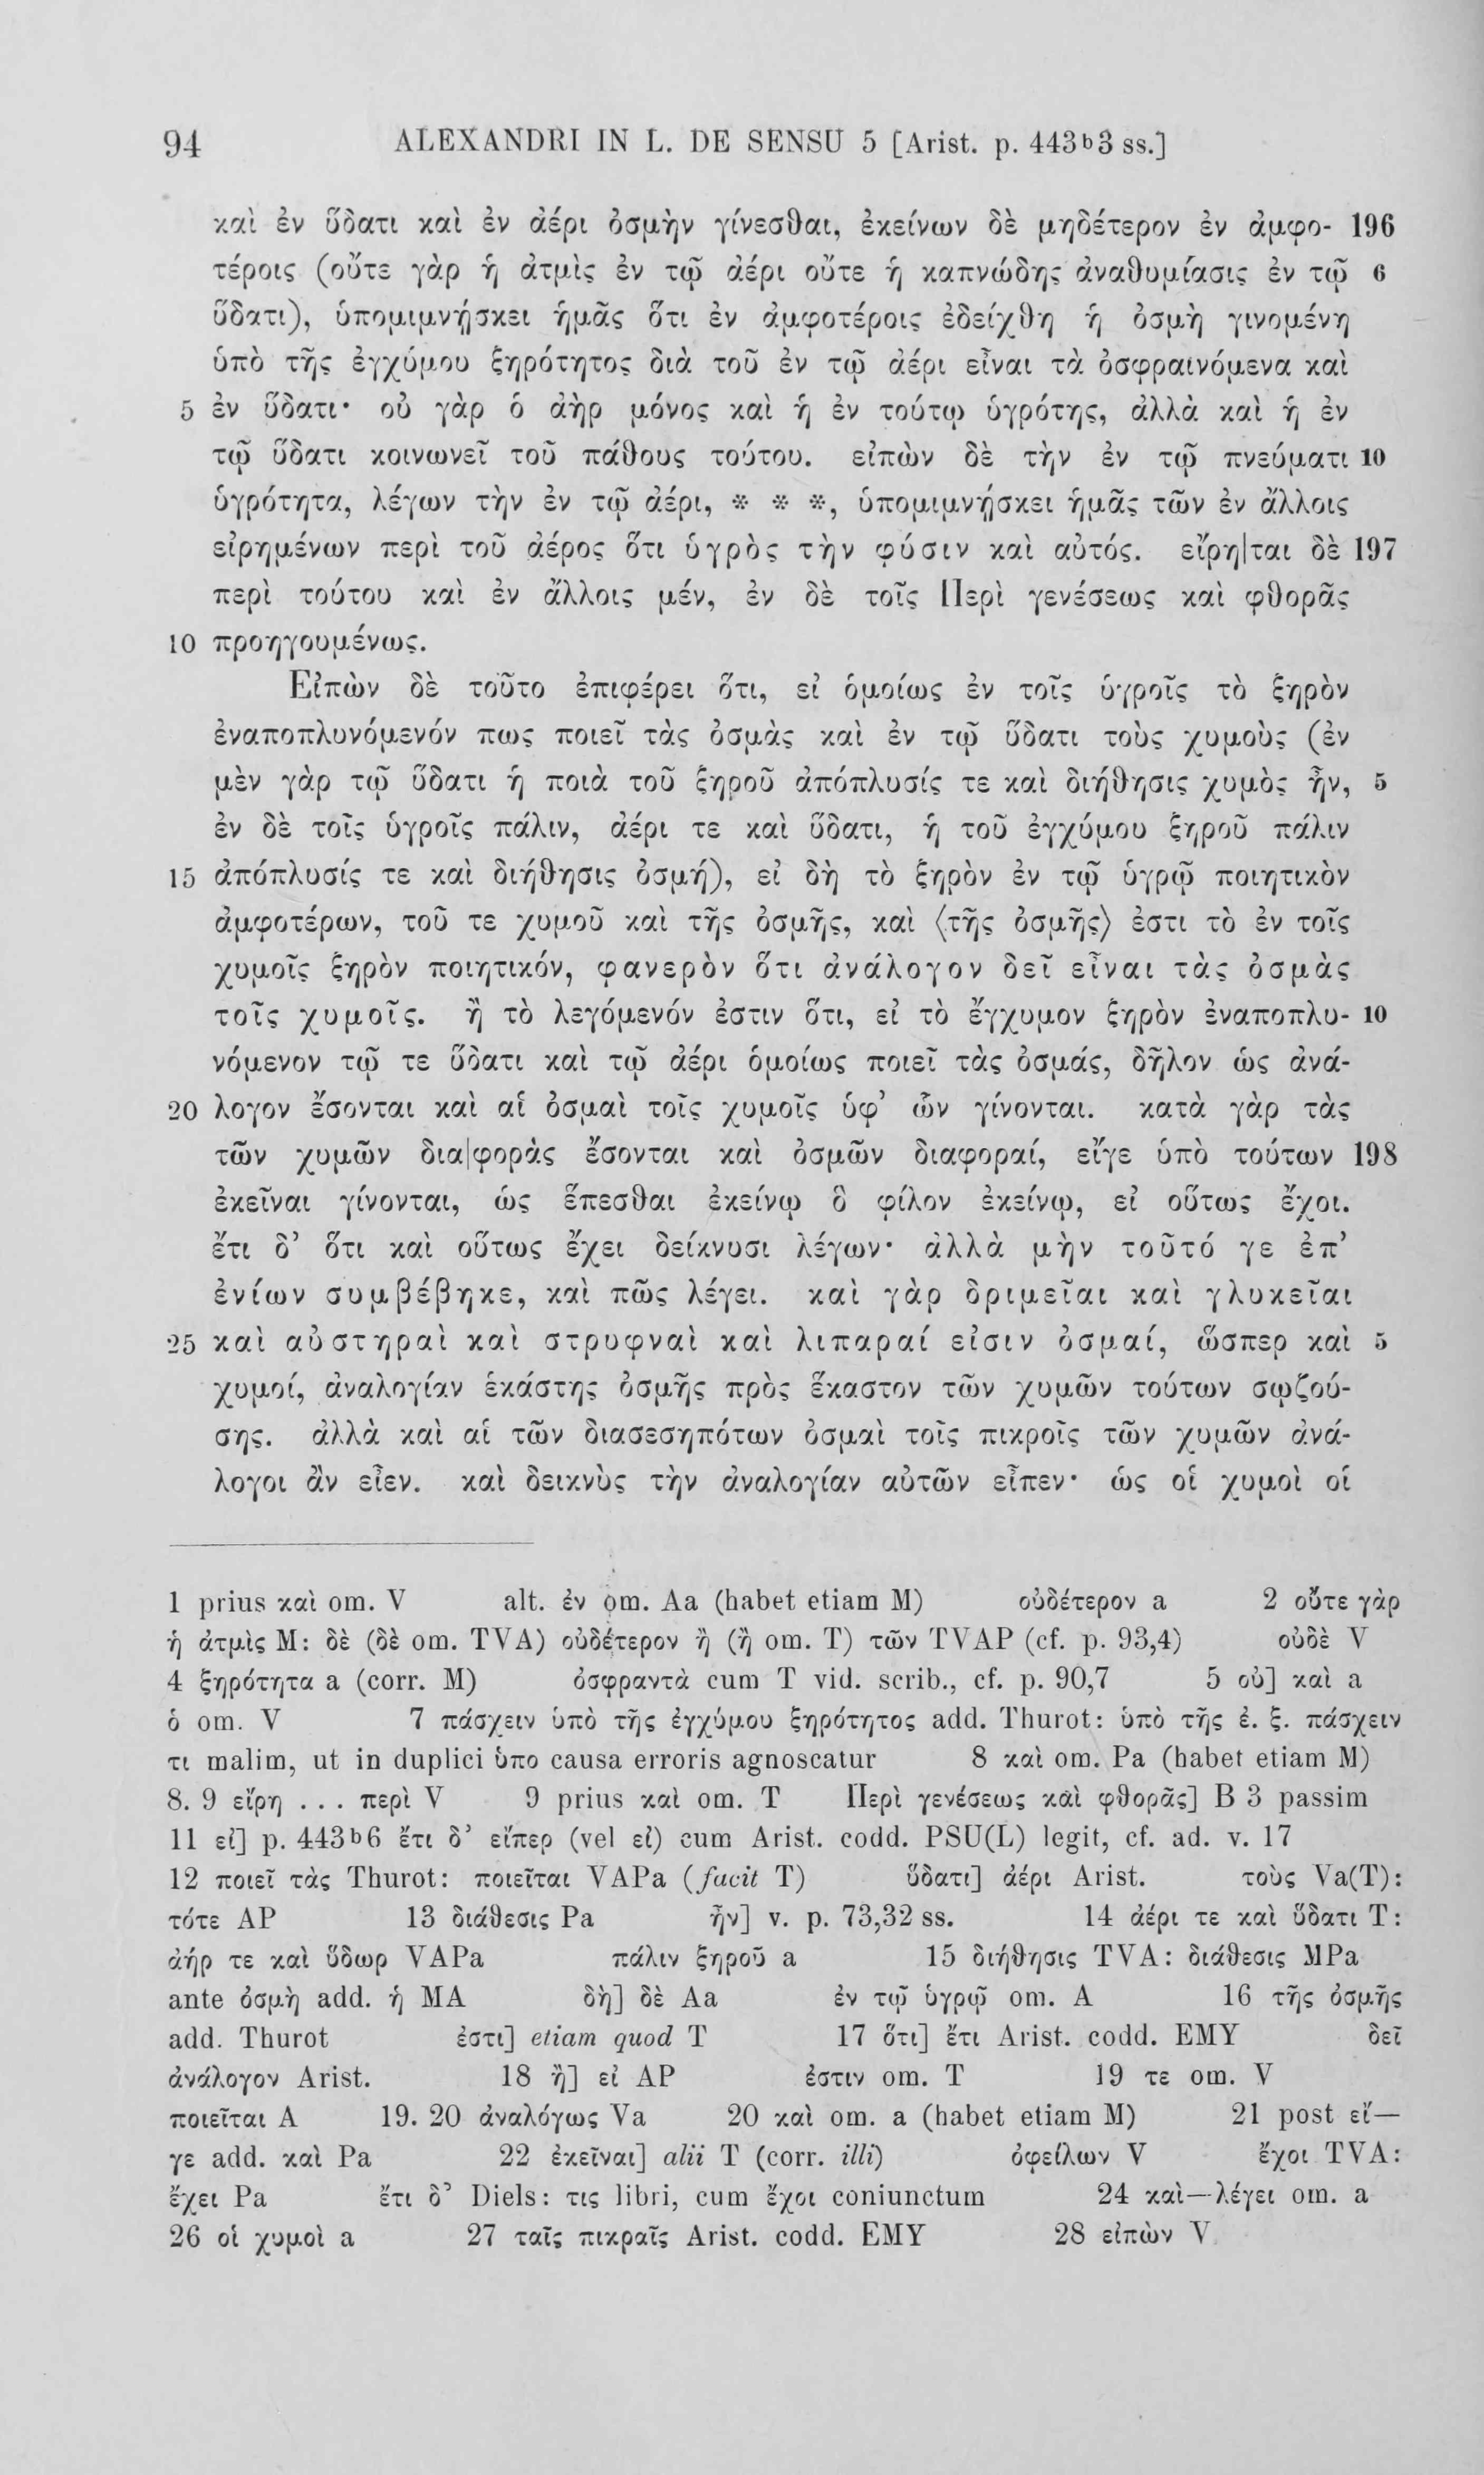 94 ALEXANDRI IN L. DE SENSU 5 [Arist. p. 443b3 ss.]
καὶ ἐν ὕδατι καὶ ἐν ἀέρι ὀσμὴν γίνεσθαι, ἐκείνων δὲ μηδέτερον ἐν ἀμφο- 196
τέροις (οὔτε γὰρ ἡ ἀτμὶς ἐν τῷ ἀέρι οὔτε ἡ καπνώδης ἀναθυμίασις ἐν τῷ 6
ὕδατι), ὑπομιμνῄσκει ἡμᾶς ὅτι ἐν ἀμφοτέροις ἐδείχθη ἡ ὀσμὴ γινομένη
ὑπὸ τῆς ἐγχύμου ξηρότητος διὰ τοῦ ἐν τῷ ἀέρι εἶναι τὰ ὀσφραινόμενα καὶ
5 ἐν ὕδατι· οὐ γὰρ ὁ ἀὴρ μόνος καὶ ἡ ἐν τούτῳ ὑγρότης, ἀλλὰ καὶ ἡ ἐν
τῷ ὕδατι κοινωνεῖ τοῦ πάθους τούτου. εἰπὼν δὲ τὴν ἐν τῷ πνεύματι 10
ὑγρότητα, λέγων τὴν ἐν τῷ ἀέρι, * * *, ὑπομιμνῄσκει ἡμᾶς τῶν ἐν ἄλλοις
εἰρημένων περὶ τοῦ ἀέρος ὅτι ὑγρὸς τὴν φύσιν καὶ αὐτός. εἴρη|ται δὲ 197
περὶ τούτου καὶ ἐν ἄλλοις μέν, ἐν δὲ τοῖς Περὶ γενέσεως καὶ φθορᾶς
10 προηγουμένως.
Εἰπὼν δὲ τοῦτο ἐπιφέρει ὅτι, εἰ ὁμοίως ἐν τοῖς ὑγροῖς τὸ ξηρὸν
ἐναποπλυνόμενόν πως ποιεῖ τὰς ὀσμὰς καὶ ἐν τῷ ὕδατι τοὺς χυμοὺς (ἐν
μὲν γὰρ τῷ ὕδατι ἡ ποιὰ τοῦ ξηροῦ ἀπόπλυσίς τε καὶ διήθησις χυμὸς ἦν, 5
ἐν δὲ τοῖς ὑγροῖς πάλιν, ἀέρι τε καὶ ὕδατι, ἡ τοῦ ἐγχύμου ξηροῦ πάλιν
15 ἀπόπλυσίς τε καὶ διήθησις ὀσμή), εἰ δὴ τὸ ξηρὸν ἐν τῷ ὑγρῷ ποιητικὸν
ἀμφοτέρων, τοῦ τε χυμοῦ καὶ τῆς ὀσμῆς, καὶ ⟨τῆς ὀσμῆς⟩ ἐστι τὸ ἐν τοῖς
χυμοῖς ξηρὸν ποιητικόν, φανερὸν ὅτι ἀνάλογον δεῖ εἶναι τὰς ὀσμὰς
τοῖς χυμοῖς. ἢ τὸ λεγόμενόν ἐστιν ὅτι, εἰ τὸ ἔγχυμον ξηρὸν ἐναποπλυ- 10
νόμενον τῷ τε ὕδατι καὶ τῷ ἀέρι ὁμοίως ποιεῖ τὰς ὀσμάς, δῆλον ὡς ἀνά-
20 λογον ἔσονται καὶ αἱ ὀσμαὶ τοῖς χυμοῖς ὑφ’ ὧν γίνονται. κατὰ γὰρ τὰς
τῶν χυμῶν δια|φορὰς ἔσονται καὶ ὀσμῶν διαφοραί, εἴγε ὑπὸ τούτων 198
ἐκεῖναι γίνονται, ὡς ἕπεσθαι ἐκείνῳ ὃ φίλον ἐκείνῳ, εἰ οὕτως ἔχοι.
ἔτι δ’ ὅτι καὶ οὕτως ἔχει δείκνυσι λέγων· ἀλλὰ μὴν τοῦτό γε ἐπ’
ἐνίων συμβέβηκε, καὶ πῶς λέγει. καὶ γὰρ δριμεῖαι καὶ γλυκεῖαι
25 καὶ αὐστηραὶ καὶ στρυφναὶ καὶ λιπαραί εἰσιν ὀσμαί, ὥσπερ καὶ 5
χυμοί, ἀναλογίαν ἑκάστης ὀσμῆς πρὸς ἕκαστον τῶν χυμῶν τούτων σῳζού-
σης. ἀλλὰ καὶ αἱ τῶν διασεσηπότων ὀσμαὶ τοῖς πικροῖς τῶν χυμῶν ἀνά-
λογοι ἂν εἶεν. καὶ δεικνὺς τὴν ἀναλογίαν αὐτῶν εἶπεν· ὡς οἱ χυμοὶ οἱ
1 prius καὶ om. V alt. ἐν om. Aa (habet etiam M) οὐδέτερον a 2 οὔτε γὰρ
ἡ ἀτμὶς M: δὲ (δὲ om. TVA) οὐδέτερον ἢ (ἢ om. T) τῶν TVAP (cf. p. 93,4) οὐδὲ V
4 ξηρότητα a (corr. M) ὀσφραντὰ cum T vid. scrib., cf. p. 90,7 5 οὐ] καὶ a
ὁ om. V 7 πάσχειν ὑπὸ τῆς ἐγχύμου ξηρότητος add. Thurot: ὑπὸ τῆς ἐ. ξ. πάσχειν
τι malim, ut in duplici ὑπο causa erroris agnoscatur 8 καὶ om. Pa (habet etiam M)
8. 9 εἴρη . . . περὶ V 9 prius καὶ om. T Περὶ γενέσεως καὶ φθορᾶς] B 3 passim
11 εἰ] p. 443b6 ἔτι δ’ εἴπερ (vel εἰ) cum Arist. codd. PSU(L) legit, cf. ad. v. 17
12 ποιεῖ τὰς Thurot: ποιεῖται VAPa (facit T) ὕδατι] ἀέρι Arist. τοὺς Va(T):
τότε AP 13 διάθεσις Pa ἦν] v. p. 73,32 ss. 14 ἀέρι τε καὶ ὕδατι T:
ἀήρ τε καὶ ὕδωρ VAPa πάλιν ξηροῦ a 15 διήθησις TVA: διάθεσις MPa
ante ὀσμὴ add. ἡ MA δὴ] δὲ Aa ἐν τῷ ὑγρῷ om. A 16 τῆς ὀσμῆς
add. Thurot ἐστι] etiam quod T 17 ὅτι] ἔτι Arist. codd. EMY δεῖ
ἀνάλογον Arist. 18 ἢ] εἰ AP ἐστιν om. T 19 τε om. V
ποιεῖται A 19. 20 ἀναλόγως Va 20 καὶ om. a (habet etiam M) 21 post εἴ—
γε add. καὶ Pa 22 ἐκεῖναι] alii T (corr. illi) ὀφείλων V ἔχοι TVA:
ἔχει Pa ἔτι δ’ Diels: τις libri, cum ἔχοι coniunctum 24 καὶ—λέγει om. a
26 οἱ χυμοὶ a 27 ταῖς πικραῖς Arist. codd. EMY 28 εἰπὼν V